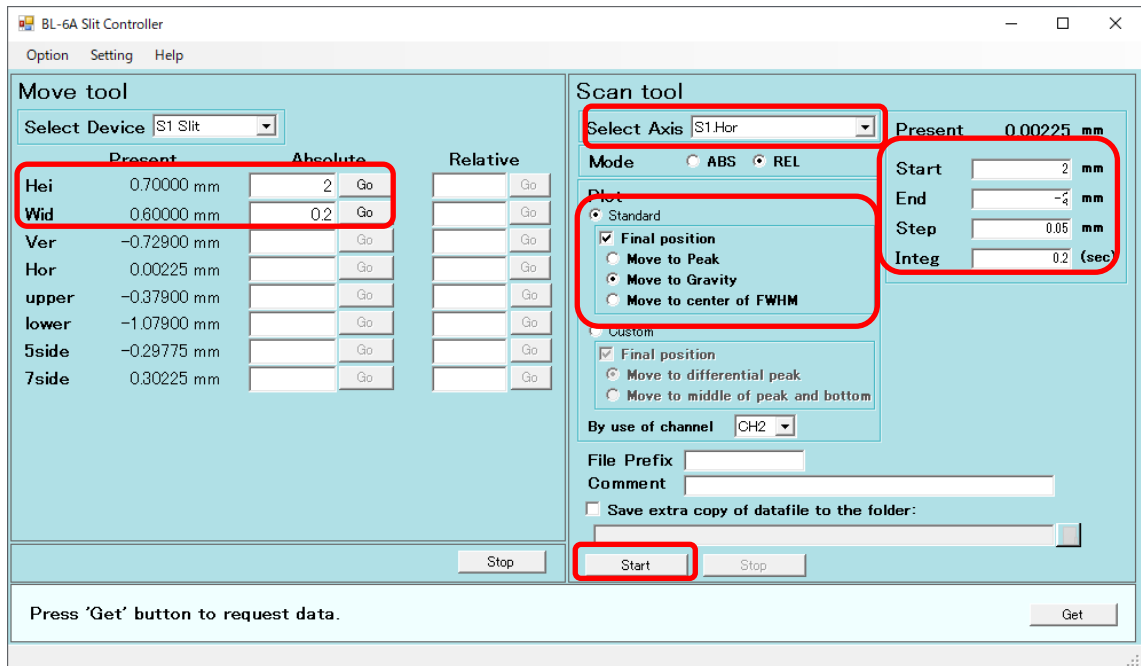 BL-6A Slit Controller
Option Setting Help
Move tool
Select Device S1 Slit
Present Absolute Relative
Hei 0.70000 mm 2 Go Go
Wid 0.60000 mm 0.2 Go Go
Ver -0.72900 mm Go Go
Hor 0.00225 mm Go Go
upper -0.37900 mm Go Go
lower -1.07900 mm Go Go
5side -0.29775 mm Go Go
7side 0.30225 mm Go Go
Stop
Scan tool
Select Axis S1.Hor
Mode ABS REL
Plot
Standard
Final position
Move to Peak
Move to Gravity
Move to center of FWHM
Custom
Final position
Move to differential peak
Move to middle of peak and bottom
By use of channel CH2
Present 0.00225 mm
Start 2 mm
End mm
Step 0.05 mm
Integ 0.2 (sec)
File Prefix
Comment
Save extra copy of datafile to the folder:
Start Stop
Press 'Get' button to request data.
Get